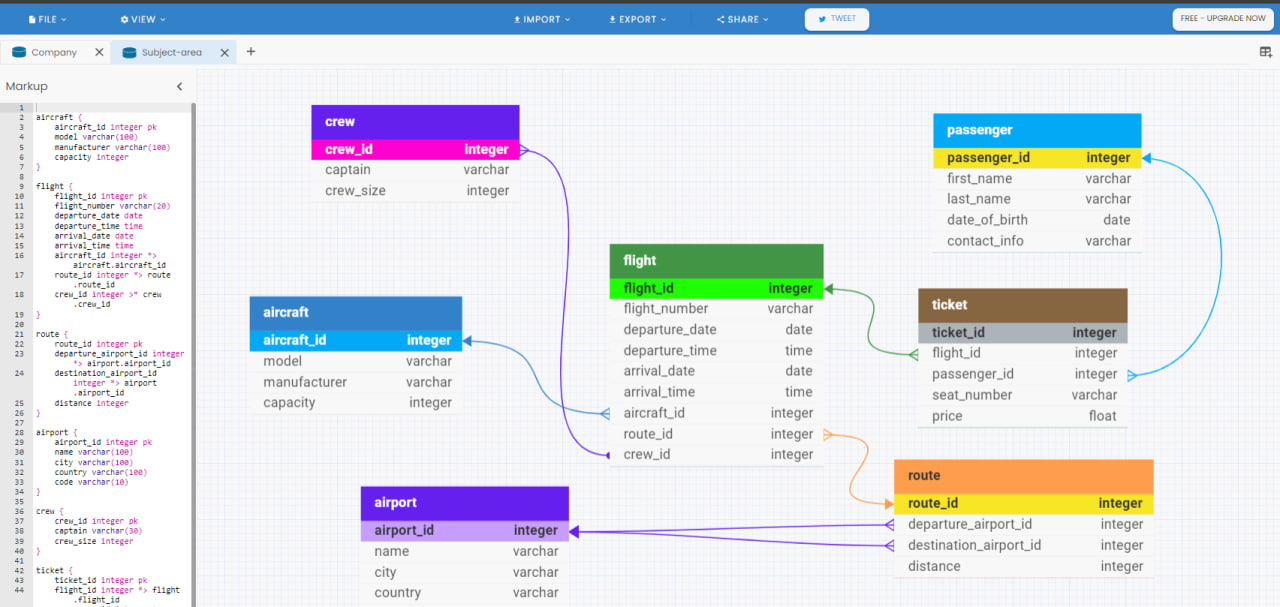 FILE VIEW IMPORT EXPORT SHARE TWEET FREE - UPGRADE NOW
Company Subject-area
Markup
1
2 aircraft {
3 aircraft_id integer pk
4 model varchar(100)
5 manufacturer varchar(100)
6 capacity integer
7 }
8
9 flight {
10 flight_id integer pk
11 flight_number varchar(20)
12 departure_date date
13 departure_time time
14 arrival_date date
15 arrival_time time
16 aircraft_id integer *>
aircraft.aircraft_id
17 route_id integer *> route
.route_id
18 crew_id integer >* crew
.crew_id
19 }
20
21 route {
22 route_id integer pk
23 departure_airport_id integer
*> airport.airport_id
24 destination_airport_id
integer *> airport
.airport_id
25 distance integer
26 }
27
28 airport {
29 airport_id integer pk
30 name varchar(100)
31 city varchar(100)
32 country varchar(100)
33 code varchar(10)
34 }
35
36 crew {
37 crew_id integer pk
38 captain varchar(30)
39 crew_size integer
40 }
41
42 ticket {
43 ticket_id integer pk
44 flight_id integer *> flight
.flight_id
crew
crew_id integer
captain varchar
crew_size integer
passenger
passenger_id integer
first_name varchar
last_name varchar
date_of_birth date
contact_info varchar
flight
flight_id integer
flight_number varchar
departure_date date
departure_time time
arrival_date date
arrival_time time
aircraft_id integer
route_id integer
crew_id integer
aircraft
aircraft_id integer
model varchar
manufacturer varchar
capacity integer
ticket
ticket_id integer
flight_id integer
passenger_id integer
seat_number varchar
price float
airport
airport_id integer
name varchar
city varchar
country varchar
route
route_id integer
departure_airport_id integer
destination_airport_id integer
distance integer